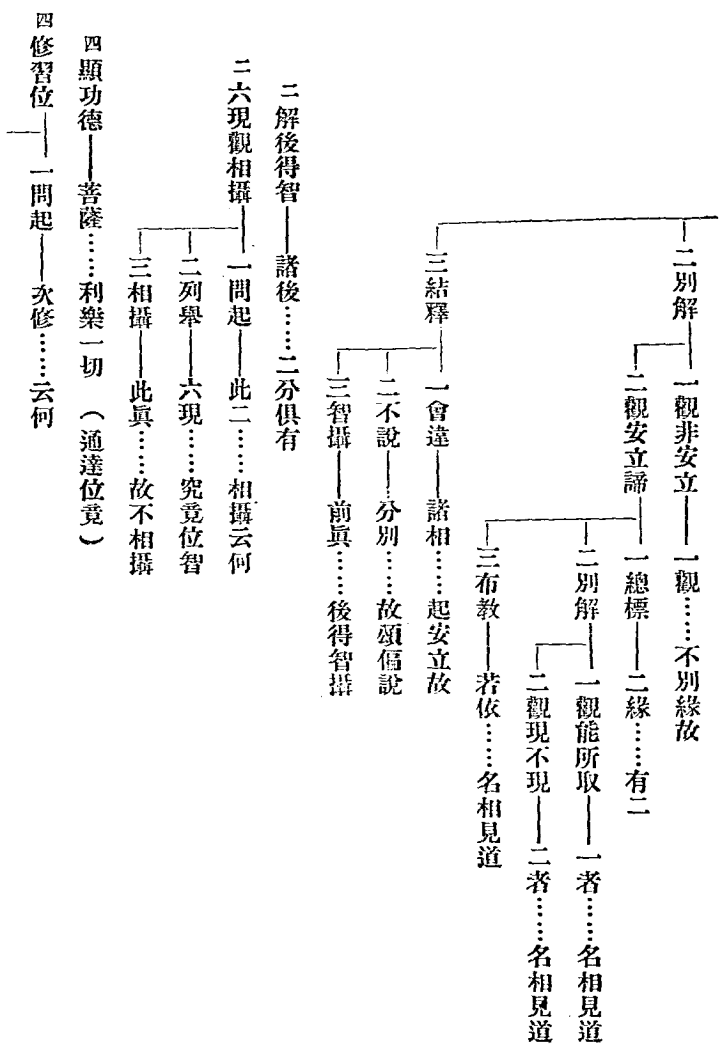 二別解——一觀非安立——一觀……不別緣故
二觀安立諦——一總標——二緣……有二
二別解——一觀能所取——一者……名相見道
二觀現不現——二者……名相見道
三布教——若依……名相見道
三結釋——一會違——諸相……起安立故
二不說——分別……故頌偏說
三智攝——前眞……後得智攝
二解後得智——諸後……二分俱有
二六現觀相攝——一問起——此二……相攝云何
二列舉——六現……究竟位智
三相攝——此眞……故不相攝
四顯功德——菩薩……利樂一切（通達位竟）
四修習位——一問起——次修……云何